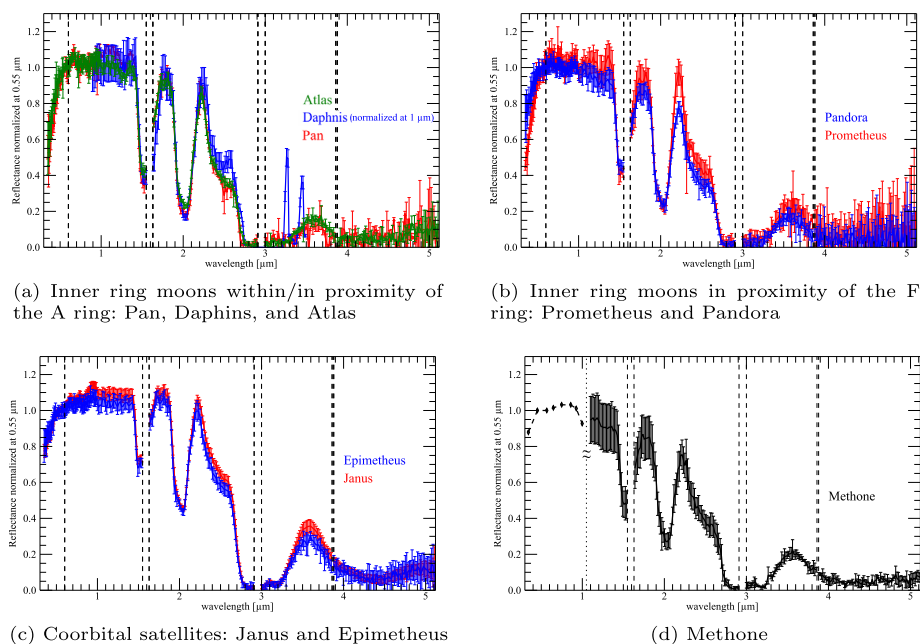 1.2
1.0
0.8
0.6
0.4
0.2
0.0
Reflectance normalized at 0.55 µm
Atlas
Daphnis (normalized at 1 µm)
Pan
1 2 3 4 5
wavelength [µm]
(a) Inner ring moons within/in proximity of
the A ring: Pan, Daphins, and Atlas
1.2
1.0
0.8
0.6
0.4
0.2
0.0
Reflectance normalized at 0.55 µm
Pandora
Prometheus
1 2 3 4 5
wavelength [µm]
(b) Inner ring moons in proximity of the F
ring: Prometheus and Pandora
1.2
1.0
0.8
0.6
0.4
0.2
0.0
Reflectance normalized at 0.55 µm
Epimetheus
Janus
1 2 3 4 5
wavelength [µm]
(c) Coorbital satellites: Janus and Epimetheus
1.2
1.0
0.8
0.6
0.4
0.2
0.0
Reflectance normalized at 0.55 µm
Methone
1 2 3 4 5
wavelength [µm]
(d) Methone